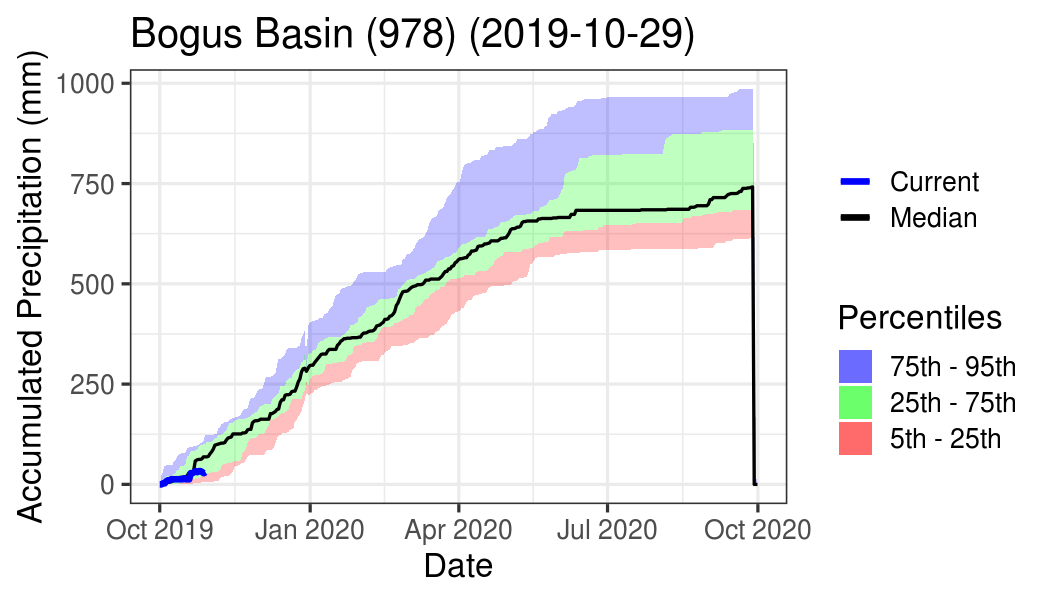 Bogus Basin (978) (2019-10-29)
Accumulated Precipitation (mm)
1000
750
500
250
0
Oct 2019
Jan 2020
Apr 2020
Jul 2020
Oct 2020
Date
Current
Median
Percentiles
75th - 95th
25th - 75th
5th - 25th